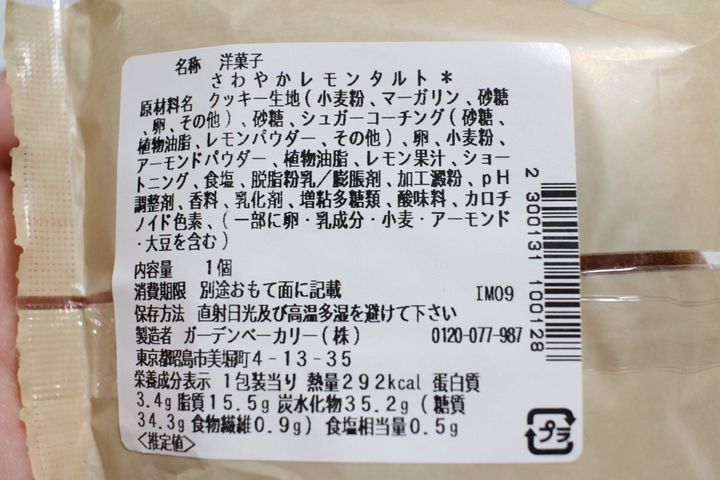 名称 洋菓子
さわやかレモンタルト＊
原材料名 クッキー生地（小麦粉、マーガリン、砂糖
、卵、その他）、砂糖、シュガーコーチング（砂糖、
植物油脂、レモンパウダー、その他）、卵、小麦粉、
アーモンドパウダー、植物油脂、レモン果汁、ショー
トニング、食塩、脱脂粉乳／膨脹剤、加工澱粉、ｐＨ
調整剤、香料、乳化剤、増粘多糖類、酸味料、カロチ
ノイド色素、（一部に卵・乳成分・小麦・アーモンド
・大豆を含む）
内容量 １個
消費期限 別途おもて面に記載 IM09
保存方法 直射日光及び高温多湿を避けて下さい
製造者 ガーデンベーカリー（株） 0120-077-987
東京都昭島市美堀町４－１３－３５
栄養成分表示 １包装当り 熱量292kcal 蛋白質
3.4g 脂質15.5g 炭水化物35.2g（糖質
34.3g 食物繊維0.9g） 食塩相当量0.5g
〈推定値〉
2 300131 100128
プラ